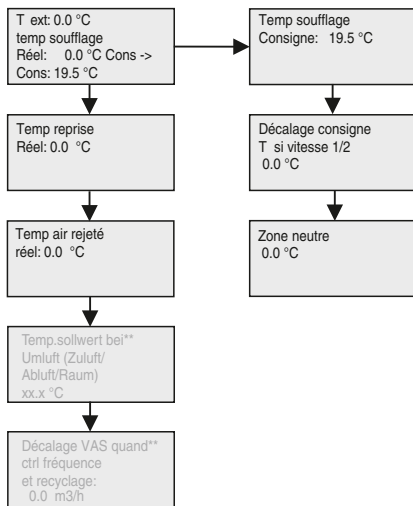 T ext: 0.0 °C
temp soufflage
Réel: 0.0 °C Cons ->
Cons: 19.5 °C
Temp soufflage
Consigne: 19.5 °C
Temp reprise
Réel: 0.0 °C
Décalage consigne
T si vitesse 1/2
0.0 °C
Temp air rejeté
réel: 0.0 °C
Zone neutre
0.0 °C
Temp.sollwert bei**
Umluft (Zuluft/
Abluft/Raum)
xx.x °C
Décalage VAS quand**
ctrl fréquence
et recyclage:
0.0 m3/h